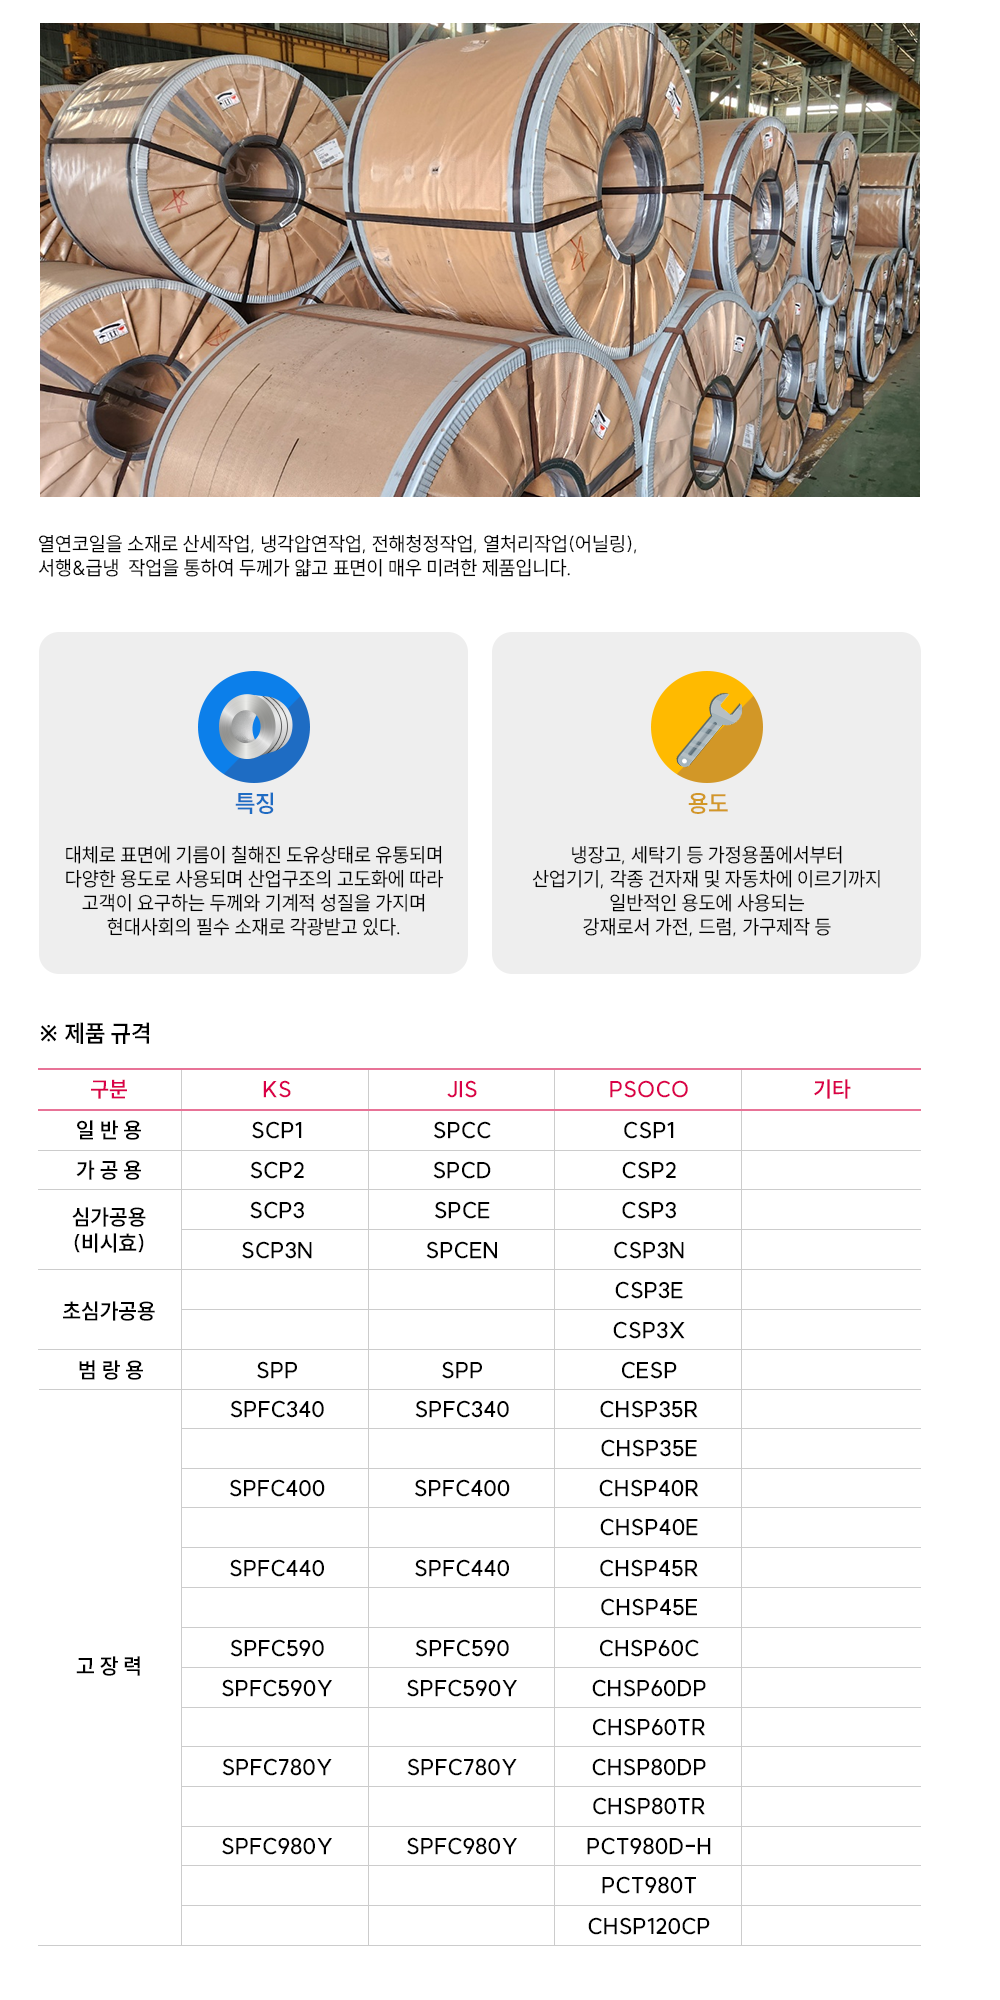 열연코일을 소재로 산세작업, 냉각압연작업, 전해청정작업, 열처리작업(어닐링),
서행&급냉 작업을 통하여 두께가 얇고 표면이 매우 미려한 제품입니다.
특징
대체로 표면에 기름이 칠해진 도유상태로 유통되며
다양한 용도로 사용되며 산업구조의 고도화에 따라
고객이 요구하는 두께와 기계적 성질을 가지며
현대사회의 필수 소재로 각광받고 있다.
용도
냉장고, 세탁기 등 가정용품에서부터
산업기기, 각종 건자재 및 자동차에 이르기까지
일반적인 용도에 사용되는
강재로서 가전, 드럼, 가구제작 등
※ 제품 규격
구분 KS JIS PSOCO 기타
일 반 용 SCP1 SPCC CSP1
가 공 용 SCP2 SPCD CSP2
심가공용
(비시효)
SCP3 SPCE CSP3
SCP3N SPCEN CSP3N
초심가공용
CSP3E
CSP3X
범 랑 용 SPP SPP CESP
고 장 력
SPFC340 SPFC340 CHSP35R
CHSP35E
SPFC400 SPFC400 CHSP40R
CHSP40E
SPFC440 SPFC440 CHSP45R
CHSP45E
SPFC590 SPFC590 CHSP60C
SPFC590Y SPFC590Y CHSP60DP
CHSP60TR
SPFC780Y SPFC780Y CHSP80DP
CHSP80TR
SPFC980Y SPFC980Y PCT980D-H
PCT980T
CHSP120CP